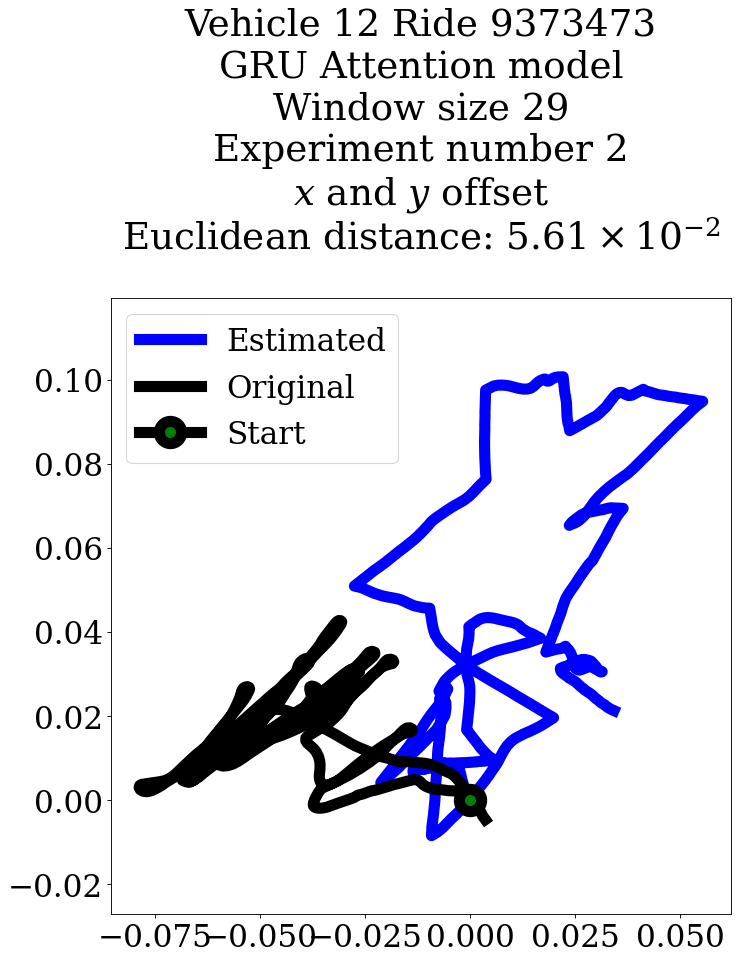 Vehicle 12 Ride 9373473
GRU Attention model
Window size 29
Experiment number 2
x and y offset
Euclidean distance: 5.61 × 10⁻²
Estimated
Original
Start
0.10
0.08
0.06
0.04
0.02
0.00
−0.02
−0.075 −0.050 −0.025 0.000 0.025 0.050